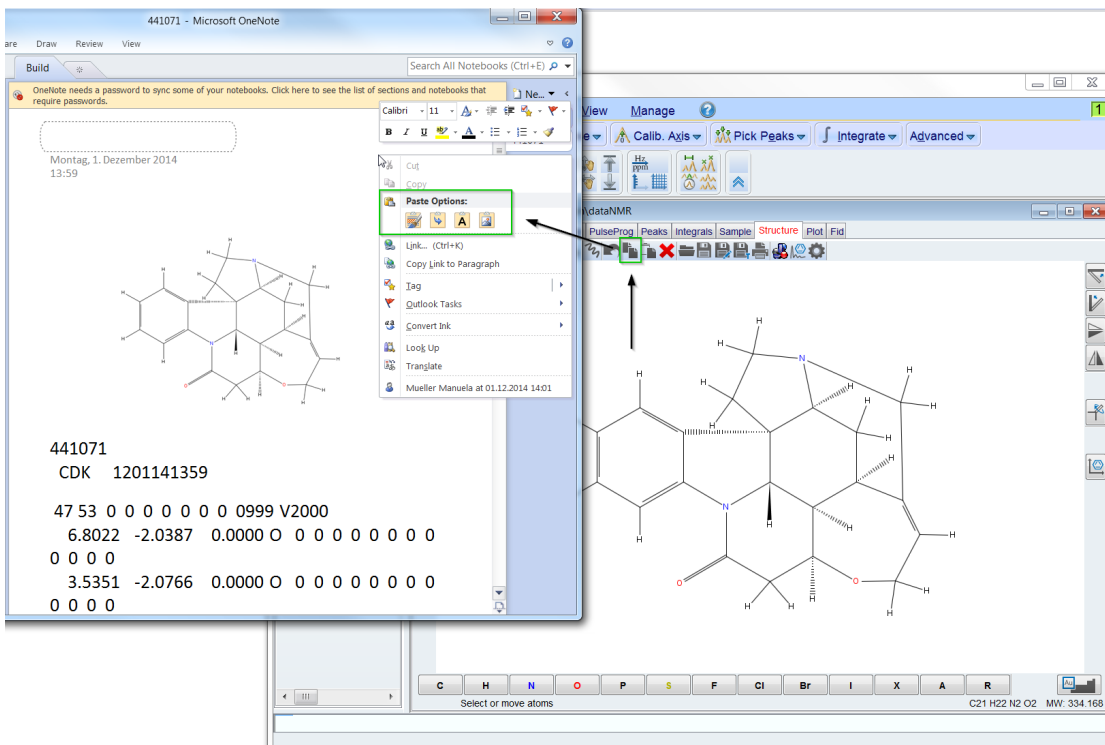 441071 - Microsoft OneNote
are Draw Review View
Build
Search All Notebooks (Ctrl+E)
OneNote needs a password to sync some of your notebooks. Click here to see the list of sections and notebooks that
require passwords.
Ne...
Calibri 11
B I U ab A
441071
Montag, 1. Dezember 2014
13:59
Cut
Copy
Paste Options:
A
Link... (Ctrl+K)
Copy Link to Paragraph
Tag
Outlook Tasks
Convert Ink
Look Up
Translate
Mueller Manuela at 01.12.2014 14:01
H H H H H H H H H H H H H H H H H H H H H H N N O O
441071
CDK 1201141359
47 53 0 0 0 0 0 0 0 0999 V2000
6.8022 -2.0387 0.0000 O 0 0 0 0 0 0 0 0
0 0 0 0
3.5351 -2.0766 0.0000 O 0 0 0 0 0 0 0 0
0 0 0 0
View Manage
1
e Calib. Axis Pick Peaks Integrate Advanced
Hz
ppm
\dataNMR
PulseProg Peaks Integrals Sample Structure Plot Fid
H
H H
N
H H H H
H
H
H H
H
N
H H
H
H
O O H
H
H H H
C H N O P S F Cl Br I X A R
Au
Select or move atoms
C21 H22 N2 O2 MW: 334.168